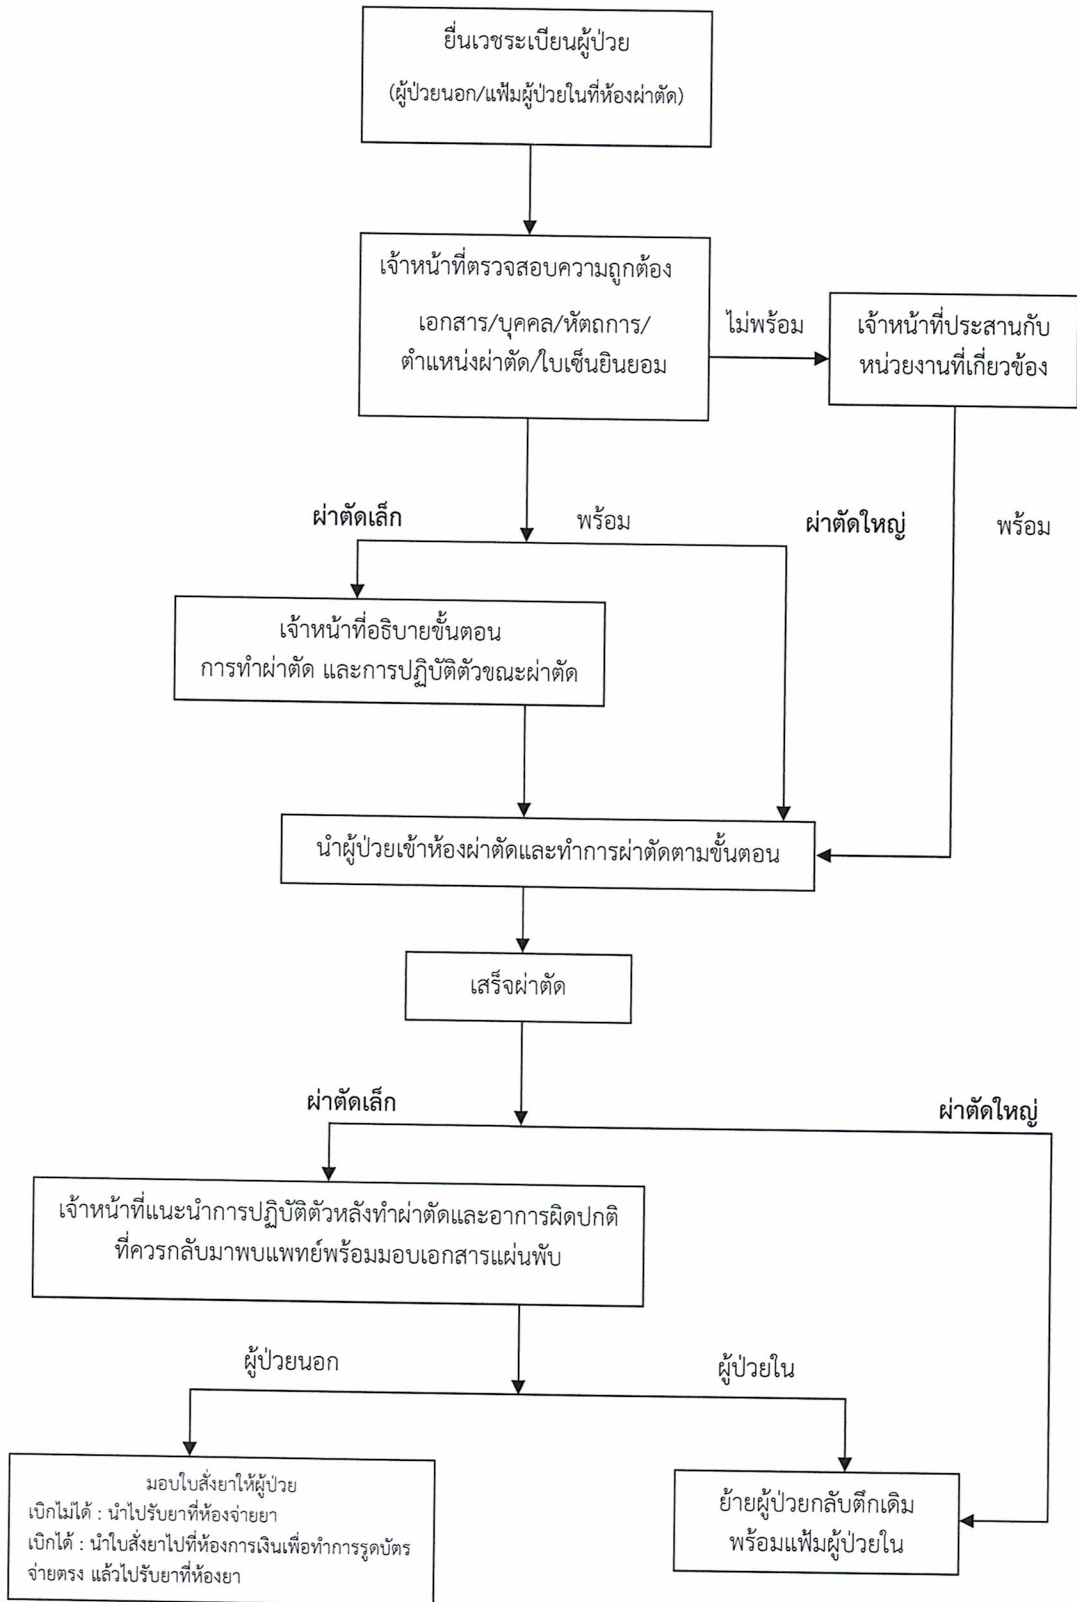 ยื่นเวชระเบียนผู้ป่วย
(ผู้ป่วยนอก/แฟ้มผู้ป่วยในที่ห้องผ่าตัด)
เจ้าหน้าที่ตรวจสอบความถูกต้อง
เอกสาร/บุคคล/หัตถการ/
ตำแหน่งผ่าตัด/ใบเซ็นยินยอม
ไม่พร้อม
เจ้าหน้าที่ประสานกับ
หน่วยงานที่เกี่ยวข้อง
ผ่าตัดเล็ก
พร้อม
ผ่าตัดใหญ่
พร้อม
เจ้าหน้าที่อธิบายขั้นตอน
การทำผ่าตัด และการปฏิบัติตัวขณะผ่าตัด
นำผู้ป่วยเข้าห้องผ่าตัดและทำการผ่าตัดตามขั้นตอน
เสร็จผ่าตัด
ผ่าตัดเล็ก
ผ่าตัดใหญ่
เจ้าหน้าที่แนะนำการปฏิบัติตัวหลังทำผ่าตัดและอาการผิดปกติ
ที่ควรกลับมาพบแพทย์พร้อมมอบเอกสารแผ่นพับ
ผู้ป่วยนอก
ผู้ป่วยใน
มอบใบสั่งยาให้ผู้ป่วย
เบิกไม่ได้ : นำไปรับยาที่ห้องจ่ายยา
เบิกได้ : นำใบสั่งยาไปที่ห้องการเงินเพื่อทำการรูดบัตร
จ่ายตรง แล้วไปรับยาที่ห้องยา
ย้ายผู้ป่วยกลับตึกเดิม
พร้อมแฟ้มผู้ป่วยใน